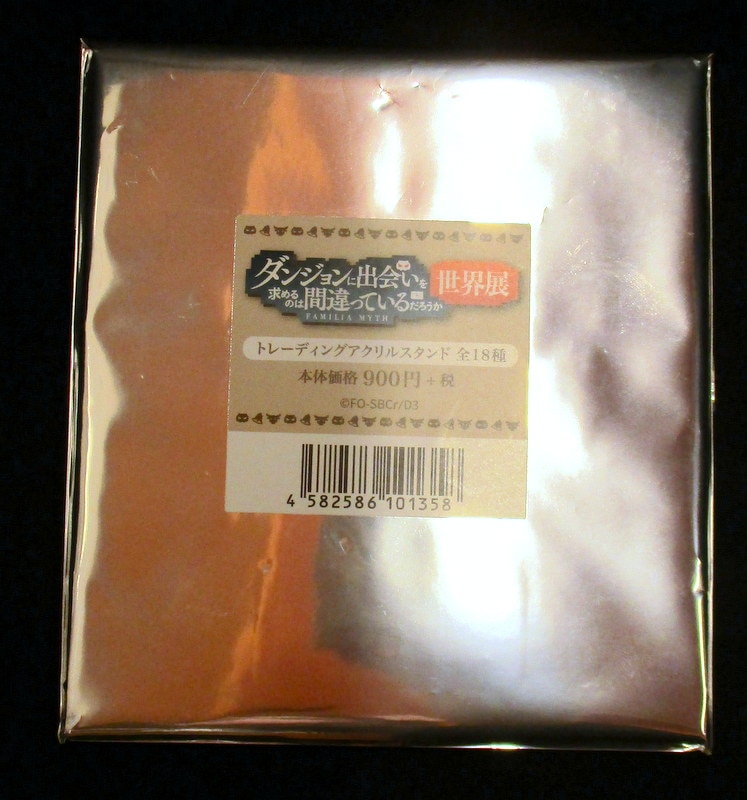 ダンジョンに出会いを
求めるのは間違っているだろうか
FAMILIA MYTH
世界展
トレーディングアクリルスタンド 全18種
本体価格 900円+税
©FO-SBCr/D3
4 582586 101358